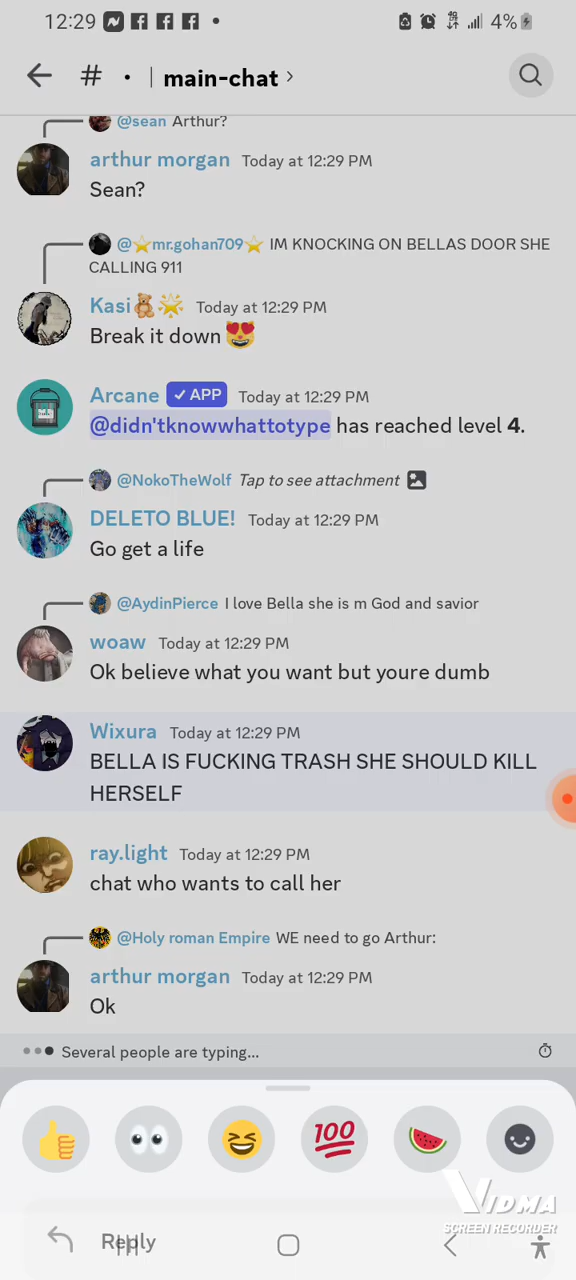 12:29 4G 4%
# · | main-chat >
@sean Arthur?
arthur morgan Today at 12:29 PM
Sean?
@⭐mr.gohan709⭐ IM KNOCKING ON BELLAS DOOR SHE
CALLING 911
Kasi🧸🌟 Today at 12:29 PM
Break it down 😻
Arcane ✓ APP Today at 12:29 PM
@didn'tknowwhattotype has reached level 4.
@NokoTheWolf Tap to see attachment
DELETO BLUE! Today at 12:29 PM
Go get a life
@AydinPierce I love Bella she is m God and savior
woaw Today at 12:29 PM
Ok believe what you want but youre dumb
Wixura Today at 12:29 PM
BELLA IS FUCKING TRASH SHE SHOULD KILL
HERSELF
ray.light Today at 12:29 PM
chat who wants to call her
@Holy roman Empire WE need to go Arthur:
arthur morgan Today at 12:29 PM
Ok
Several people are typing...
100
VIDMA
SCREEN RECORDER
Reply